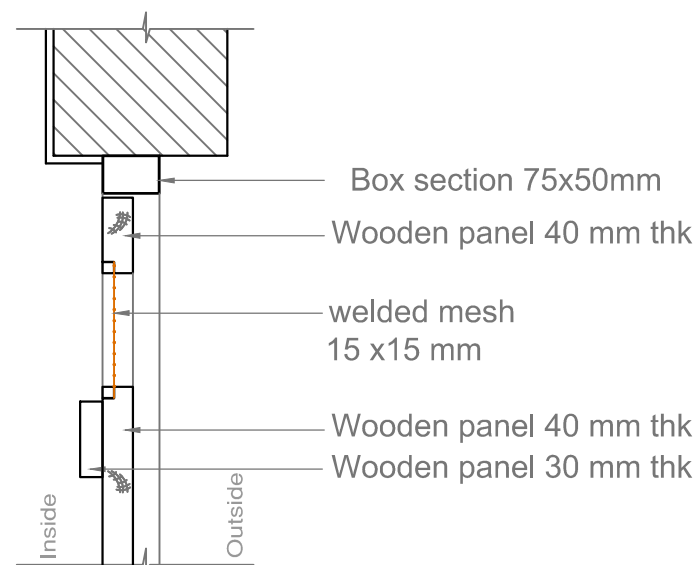 Box section 75x50mm
Wooden panel 40 mm thk
welded mesh
15 x15 mm
Wooden panel 40 mm thk
Wooden panel 30 mm thk
Inside
Outside